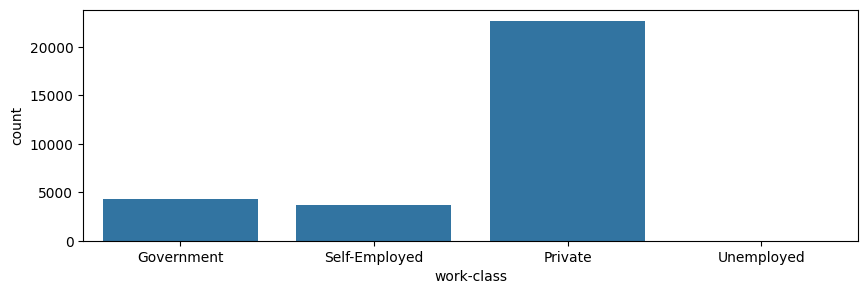 20000
15000
10000
5000
0
count
Government Self-Employed Private Unemployed
work-class